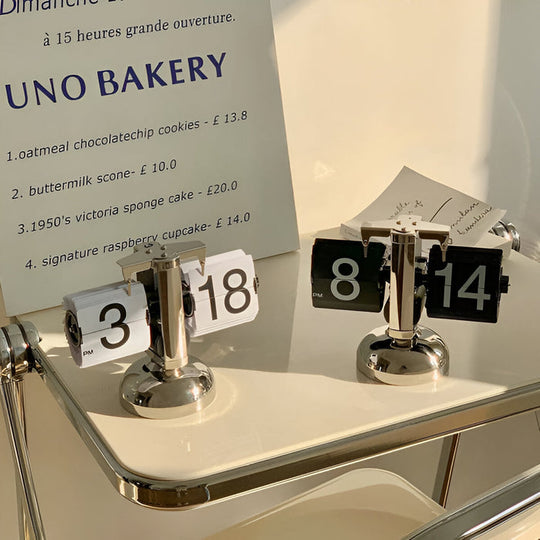 Dimanche
à 15 heures grande ouverture.
UNO BAKERY
1.oatmeal chocolatechip cookies - £ 13.8
2. buttermilk scone- £ 10.0
3.1950's victoria sponge cake - £20.0
4. signature raspberry cupcake- £ 14.0
3 18
PM
8 14
PM